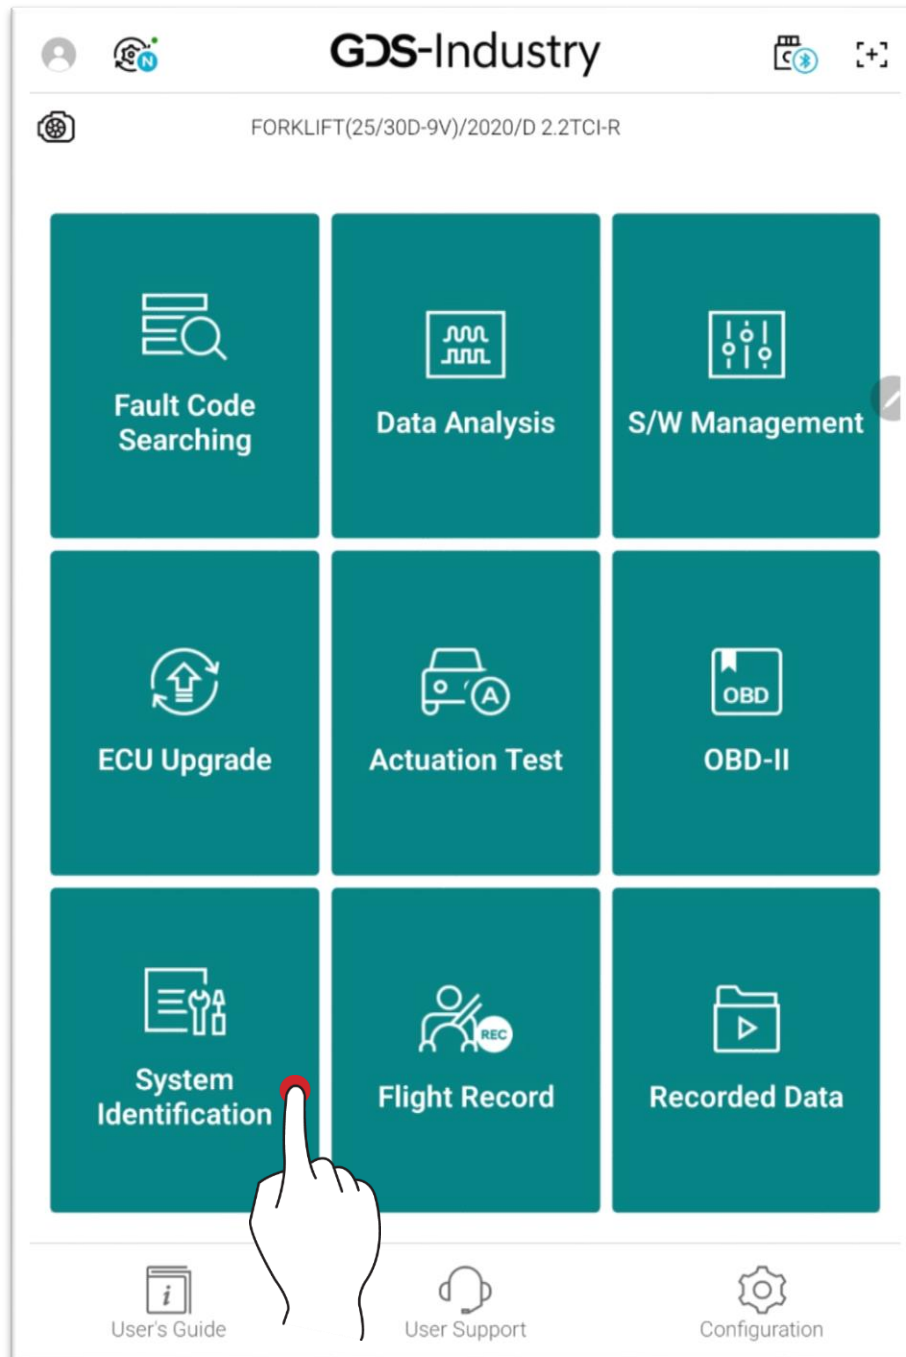 GDS-Industry
N
FORKLIFT(25/30D-9V)/2020/D 2.2TCI-R
Fault Code
Searching
Data Analysis
S/W Management
ECU Upgrade
A
Actuation Test
OBD
OBD-II
System
Identification
REC
Flight Record
Recorded Data
i
User's Guide
User Support
Configuration